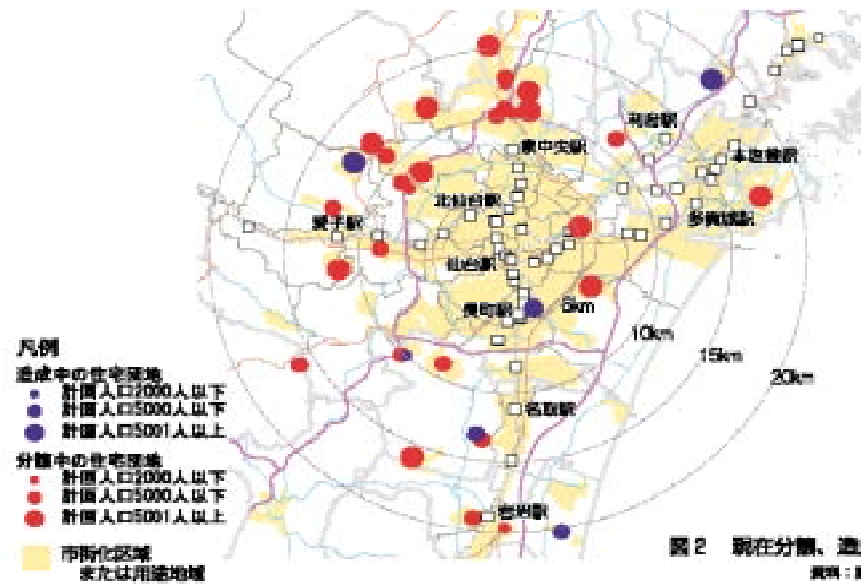 利府駅
泉中央駅
本塩釜駅
北仙台駅
愛子駅
多賀城駅
仙台駅
長町駅
5km
10km
15km
20km
名取駅
岩沼駅
凡例
造成中の住宅団地
計画人口2000人以下
計画人口5000人以下
計画人口5001人以上
分譲中の住宅団地
計画人口2000人以下
計画人口5000人以下
計画人口5001人以上
市街化区域
または用途地域
図2 現在分譲、造
資料：